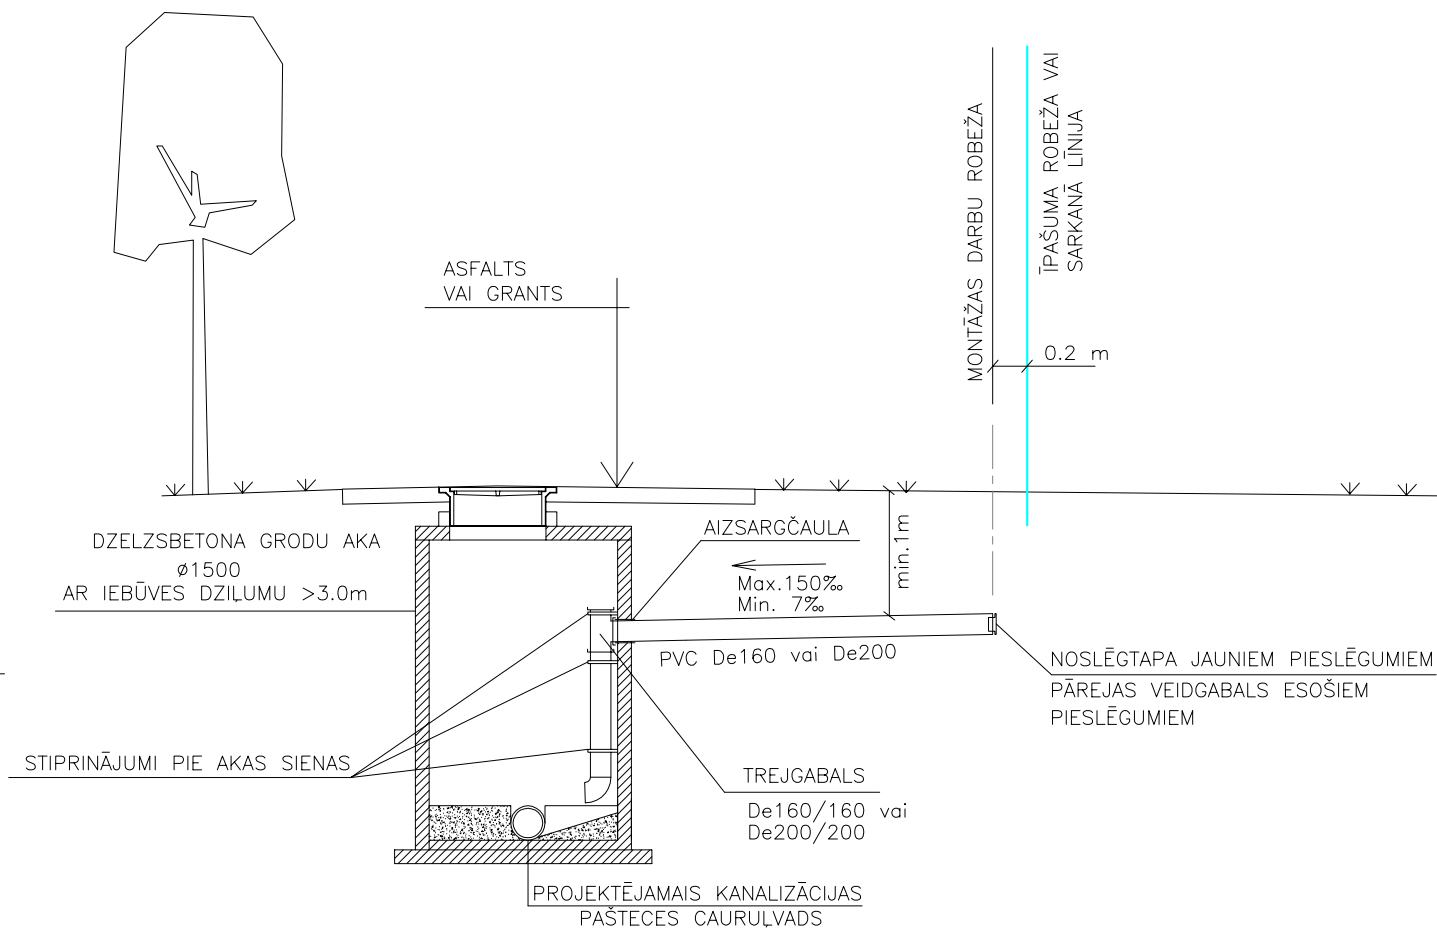 MONTĀŽAS DARBU ROBEŽA
ĪPAŠUMA ROBEŽA VAI
SARKANĀ LĪNIJA
ASFALTS
VAI GRANTS
0.2 m
DZELZSBETONA GRODU AKA
ø1500
AR IEBŪVES DZIĻUMU >3.0m
AIZSARGČAULA
Max.150‰
Min. 7‰
min.1m
PVC De160 vai De200
NOSLĒGTAPA JAUNIEM PIESLĒGUMIEM
PĀREJAS VEIDGABALS ESOŠIEM
PIESLĒGUMIEM
STIPRINĀJUMI PIE AKAS SIENAS
TREJGABALS
De160/160 vai
De200/200
PROJEKTĒJAMAIS KANALIZĀCIJAS
PAŠTECES CAURUĻVADS